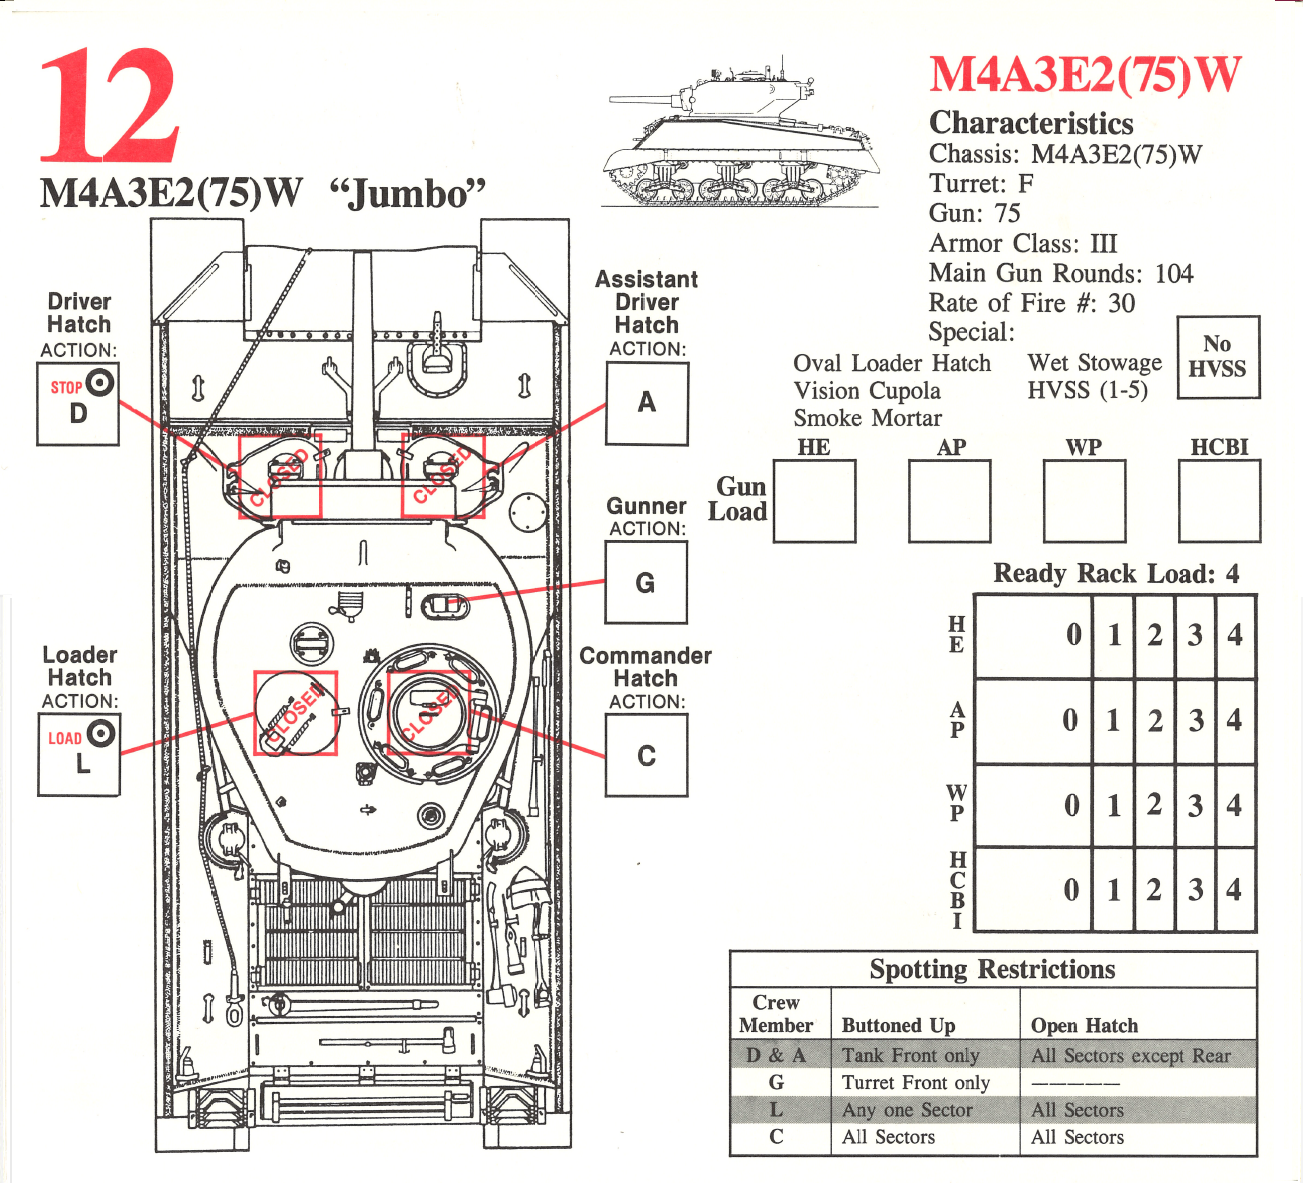 12
M4A3E2(75)W “Jumbo”
M4A3E2(75)W
Characteristics
Chassis: M4A3E2(75)W
Turret: F
Gun: 75
Armor Class: III
Main Gun Rounds: 104
Rate of Fire #: 30
Special:
Oval Loader Hatch
Vision Cupola
Smoke Mortar
Wet Stowage
HVSS (1-5)
No
HVSS
Driver
Hatch
ACTION:
STOP
D
Assistant
Driver
Hatch
ACTION:
A
CLOSED
CLOSED
Gunner
ACTION:
G
Loader
Hatch
ACTION:
LOAD
L
CLOSED
CLOSED
Commander
Hatch
ACTION:
C
HE AP WP HCBI
Gun
Load
Ready Rack Load: 4
HE 0 1 2 3 4
AP 0 1 2 3 4
WP 0 1 2 3 4
HCBI 0 1 2 3 4
Spotting Restrictions
Crew
Member Buttoned Up Open Hatch
D & A Tank Front only All Sectors except Rear
G Turret Front only —————
L Any one Sector All Sectors
C All Sectors All Sectors